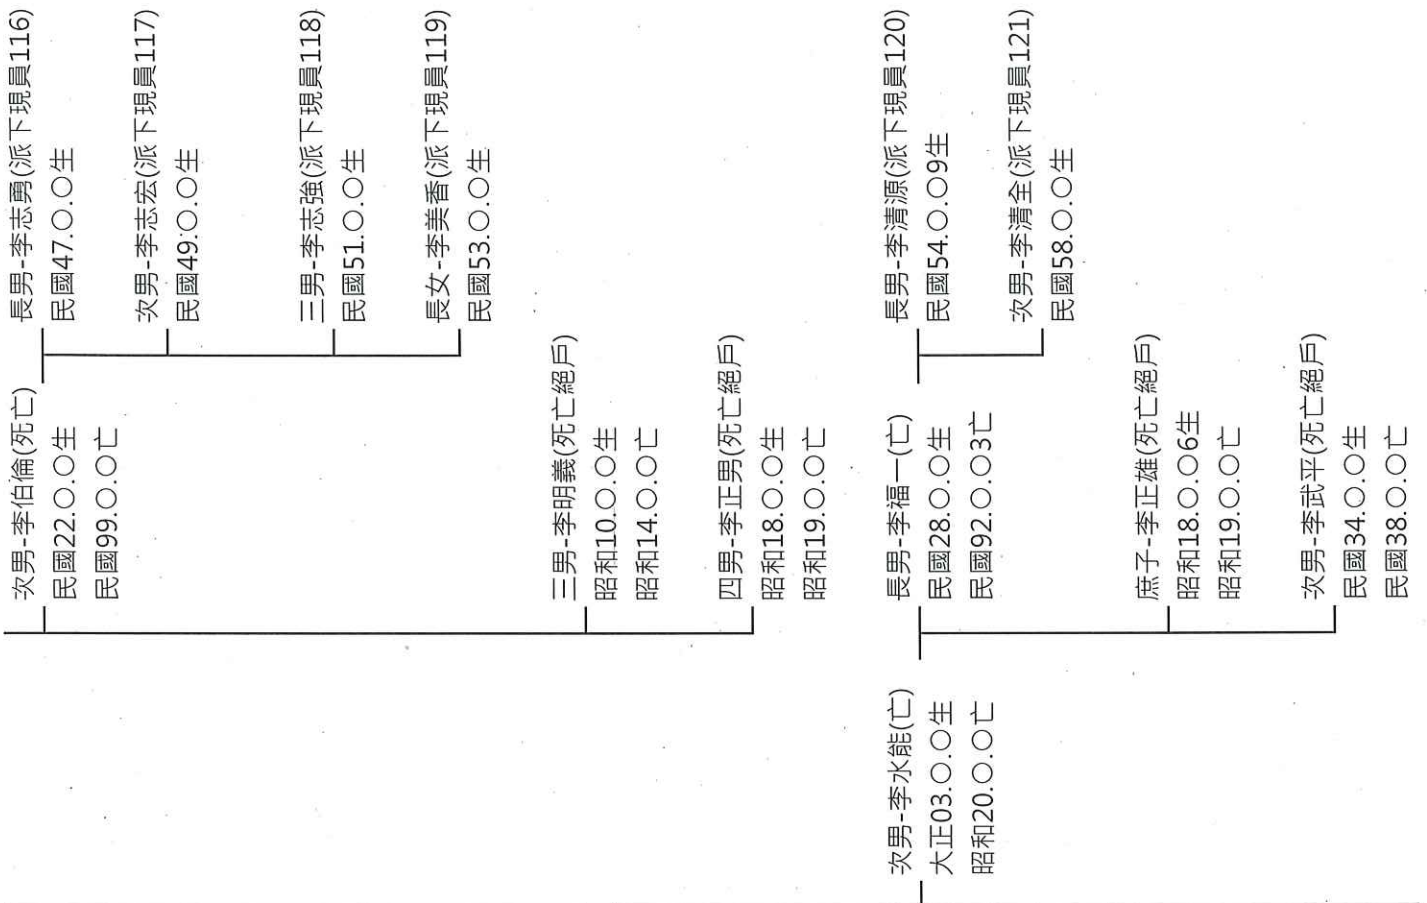 長男-李志勇(派下現員116)
民國47.○.○生
次男-李志宏(派下現員117)
民國49.○.○生
三男-李志強(派下現員118)
民國51.○.○生
長女-李美香(派下現員119)
民國53.○.○生
長男-李清源(派下現員120)
民國54.○.○9生
次男-李清全(派下現員121)
民國58.○.○生
次男-李伯倫(死亡)
民國22.○.○生
民國99.○.○亡
三男-李明義(死亡絕戶)
昭和10.○.○生
昭和14.○.○亡
四男-李正男(死亡絕戶)
昭和18.○.○生
昭和19.○.○亡
長男-李福一(亡)
民國28.○.○生
民國92.○.○3亡
庶子-李正雄(死亡絕戶)
昭和18.○.○6生
昭和19.○.○亡
次男-李武平(死亡絕戶)
民國34.○.○生
民國38.○.○亡
次男-李水能(亡)
大正03.○.○生
昭和20.○.○亡